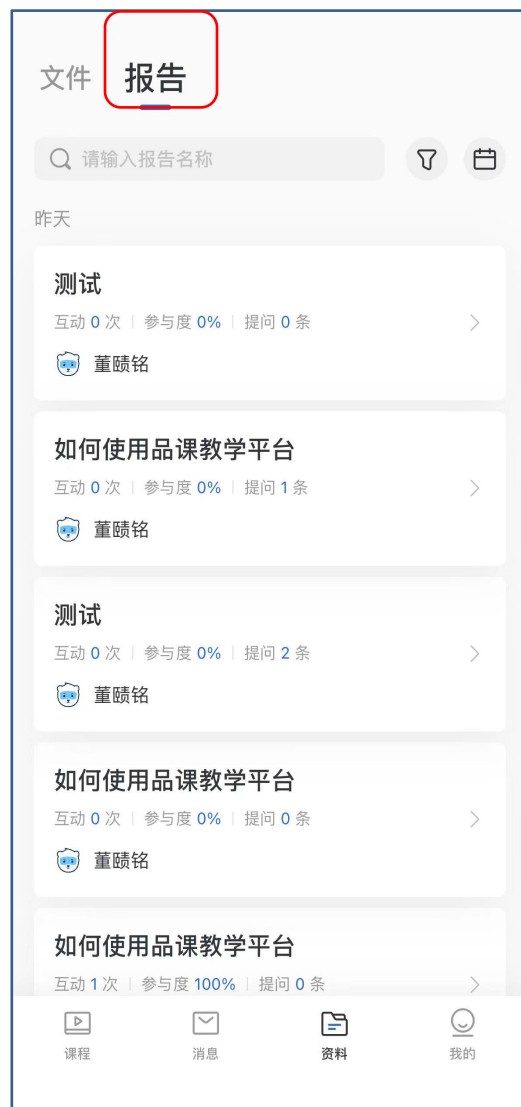 文件 报告
请输入报告名称
昨天
测试
互动 0 次 参与度 0% 提问 0 条
董赜铭
如何使用品课教学平台
互动 0 次 参与度 0% 提问 1 条
董赜铭
测试
互动 0 次 参与度 0% 提问 2 条
董赜铭
如何使用品课教学平台
互动 0 次 参与度 0% 提问 0 条
董赜铭
如何使用品课教学平台
互动 1 次 参与度 100% 提问 0 条
课程 消息 资料 我的